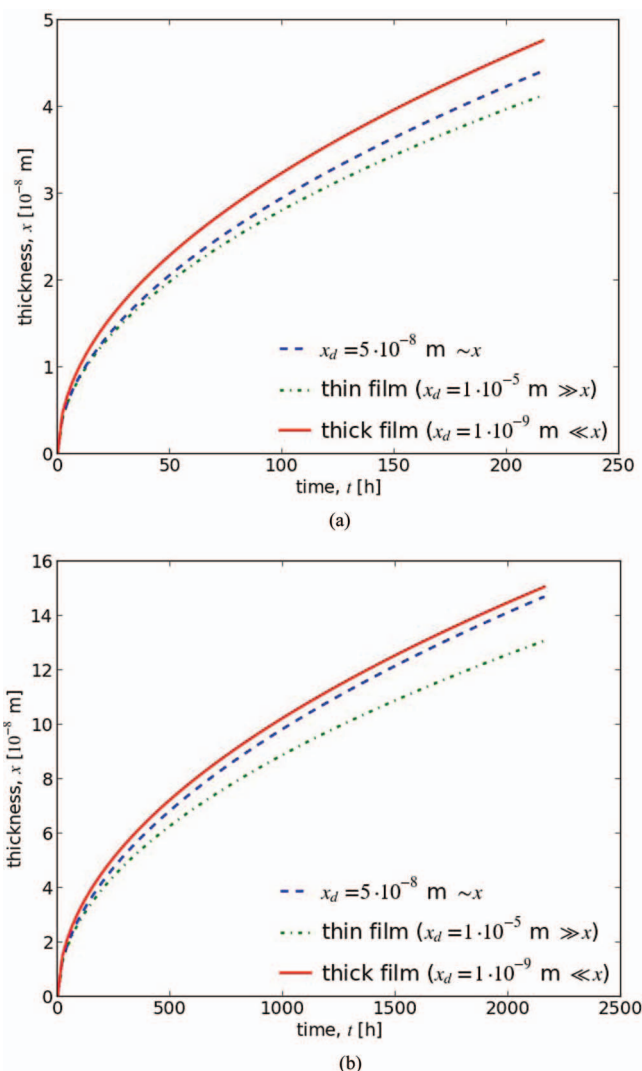 5
4
3
2
1
0
thickness, x [10⁻⁸ m]
x_d =5·10⁻⁸ m ~x
thin film (x_d =1·10⁻⁵ m ≫x)
thick film (x_d =1·10⁻⁹ m ≪x)
0 50 100 150 200 250
time, t [h]
(a)
16
14
12
10
8
6
4
2
0
thickness, x [10⁻⁸ m]
x_d =5·10⁻⁸ m ~x
thin film (x_d =1·10⁻⁵ m ≫x)
thick film (x_d =1·10⁻⁹ m ≪x)
0 500 1000 1500 2000 2500
time, t [h]
(b)